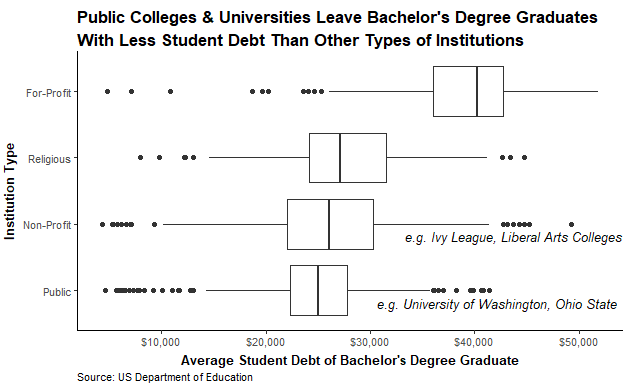 Public Colleges & Universities Leave Bachelor's Degree Graduates
With Less Student Debt Than Other Types of Institutions
Institution Type
For-Profit
Religious
Non-Profit
e.g. Ivy League, Liberal Arts Colleges
Public
e.g. University of Washington, Ohio State
$10,000 $20,000 $30,000 $40,000 $50,000
Average Student Debt of Bachelor's Degree Graduate
Source: US Department of Education